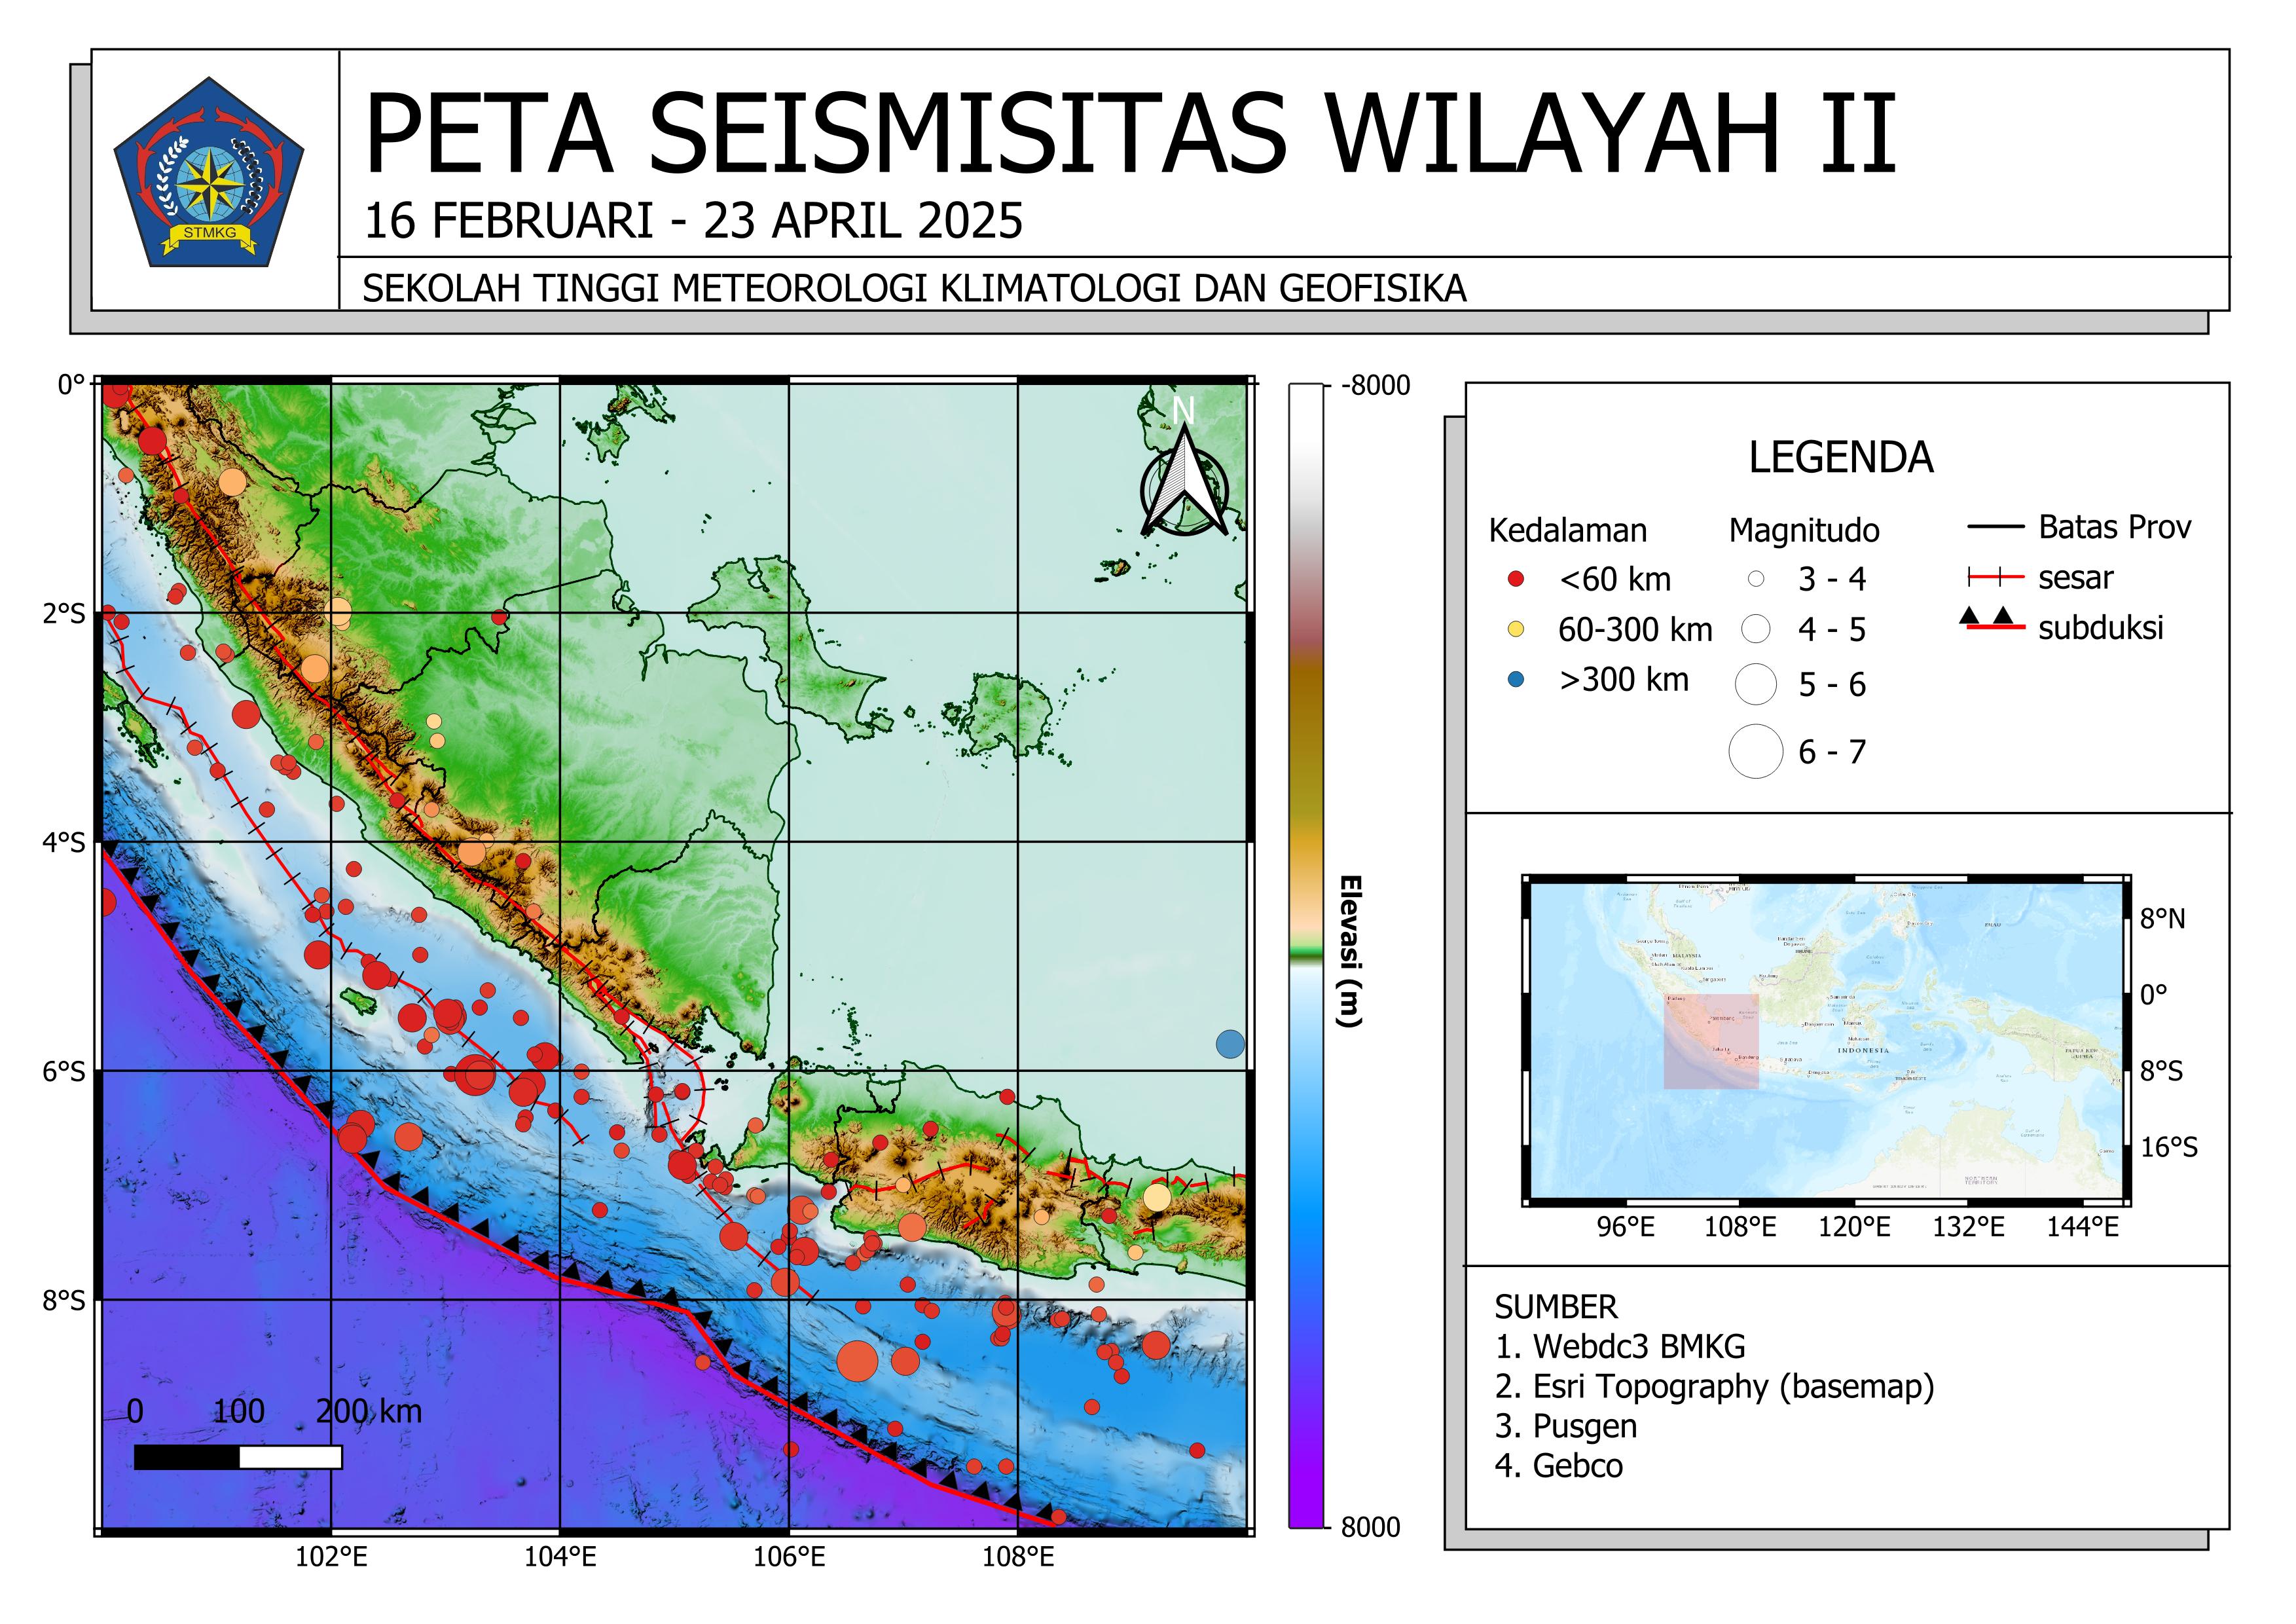 PETA SEISMISITAS WILAYAH II
16 FEBRUARI - 23 APRIL 2025
SEKOLAH TINGGI METEOROLOGI KLIMATOLOGI DAN GEOFISIKA
STMKG
0°
2°S
4°S
6°S
8°S
102°E
104°E
106°E
108°E
N
0 100 200 km
-8000
Elevasi (m)
8000
LEGENDA
Kedalaman
<60 km
60-300 km
>300 km
Magnitudo
3 - 4
4 - 5
5 - 6
6 - 7
Batas Prov
sesar
subduksi
8°N
0°
8°S
16°S
96°E
108°E
120°E
132°E
144°E
MALAYSIA
INDONESIA
SUMBER
1. Webdc3 BMKG
2. Esri Topography (basemap)
3. Pusgen
4. Gebco